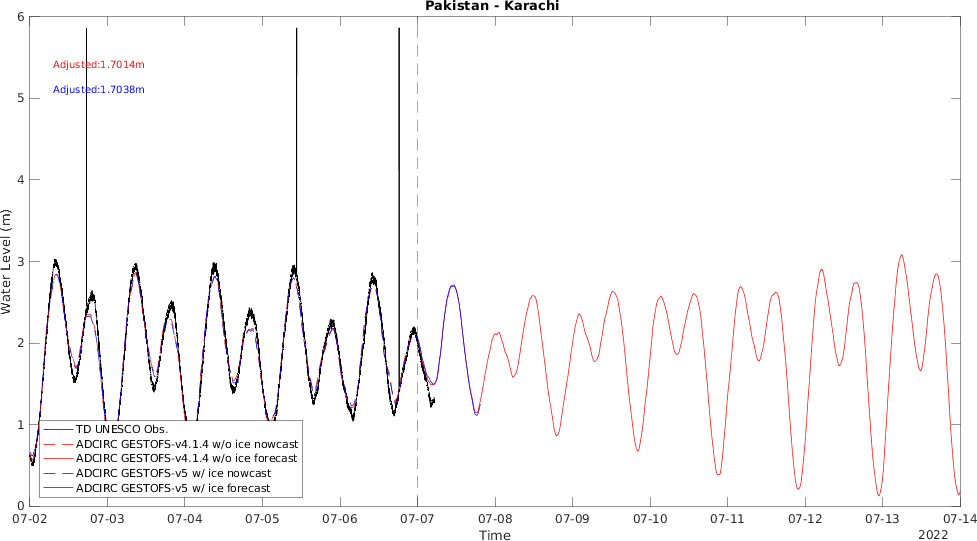 Pakistan - Karachi
6
Adjusted:1.7014m
Adjusted:1.7038m
5
4
3
2
1
0
Water Level (m)
TD UNESCO Obs.
ADCIRC GESTOFS-v4.1.4 w/o ice nowcast
ADCIRC GESTOFS-v4.1.4 w/o ice forecast
ADCIRC GESTOFS-v5 w/ ice nowcast
ADCIRC GESTOFS-v5 w/ ice forecast
07-02 07-03 07-04 07-05 07-06 07-07 07-08 07-09 07-10 07-11 07-12 07-13 07-14
Time
2022